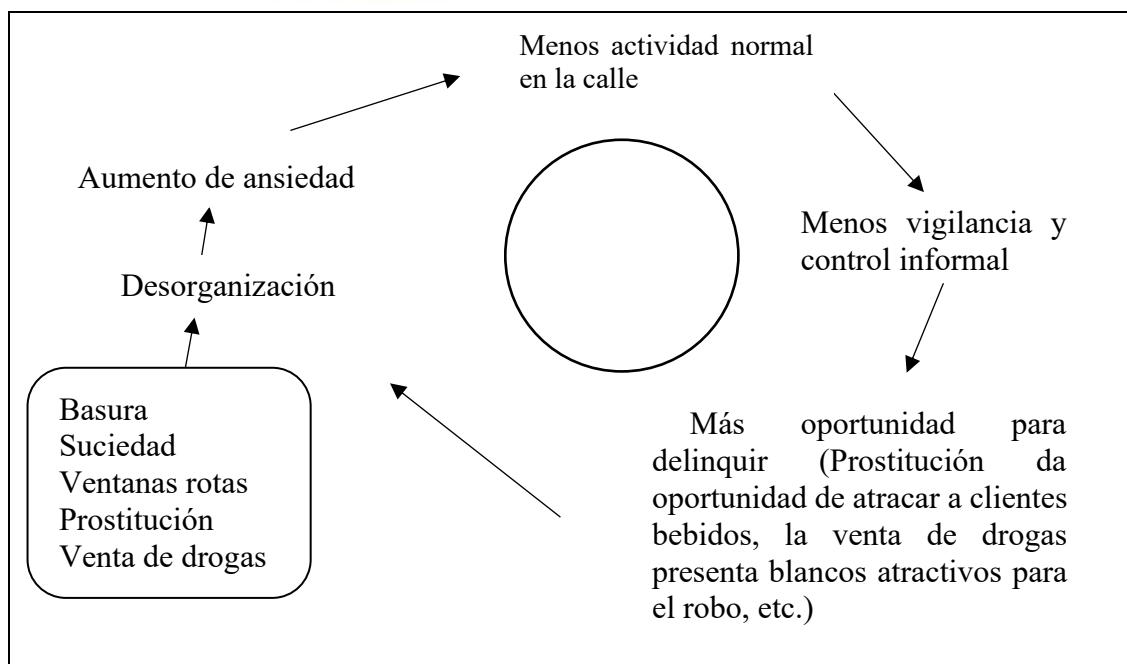 Menos actividad normal
en la calle
Aumento de ansiedad
Menos vigilancia y
control informal
Desorganización
Basura
Suciedad
Ventanas rotas
Prostitución
Venta de drogas
Más oportunidad para
delinquir (Prostitución da
oportunidad de atracar a clientes
bebidos, la venta de drogas
presenta blancos atractivos para
el robo, etc.)